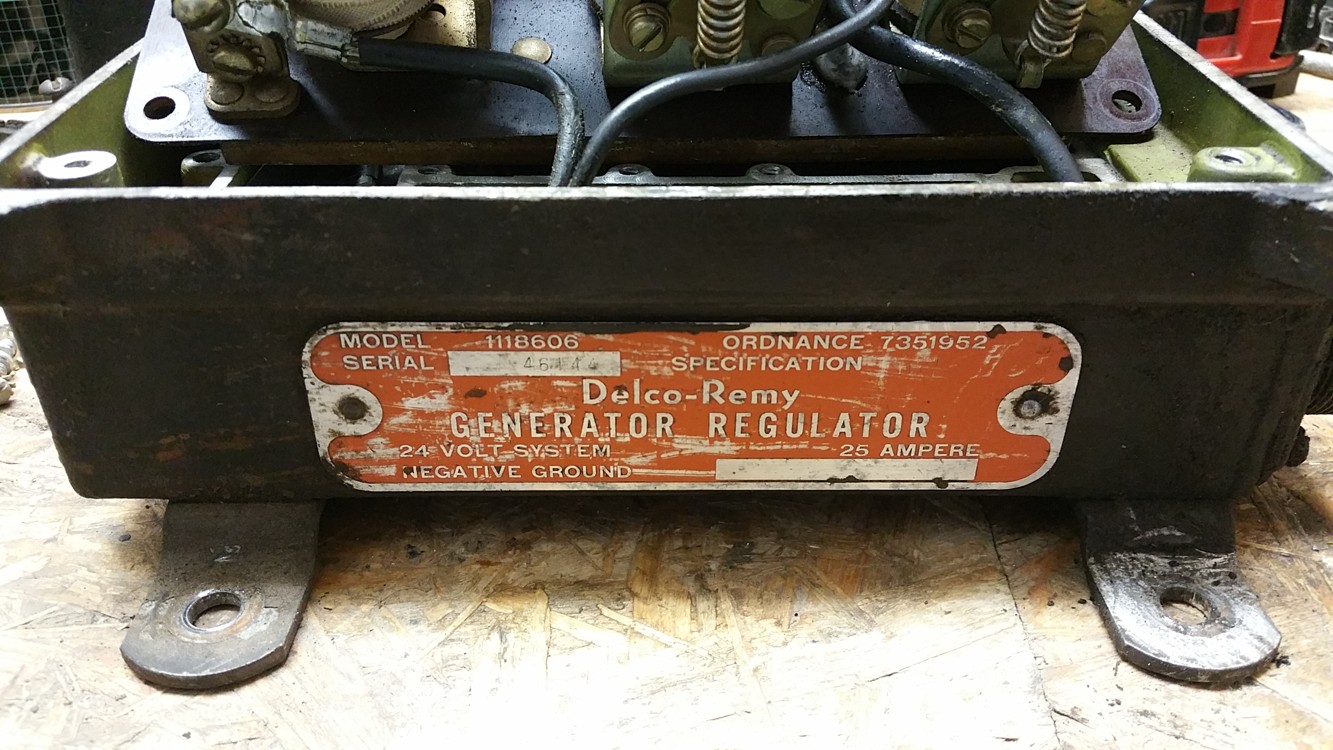 MODEL 1118606 ORDNANCE 7351952
SERIAL SPECIFICATION
Delco-Remy
GENERATOR REGULATOR
24 VOLT SYSTEM 25 AMPERE
NEGATIVE GROUND